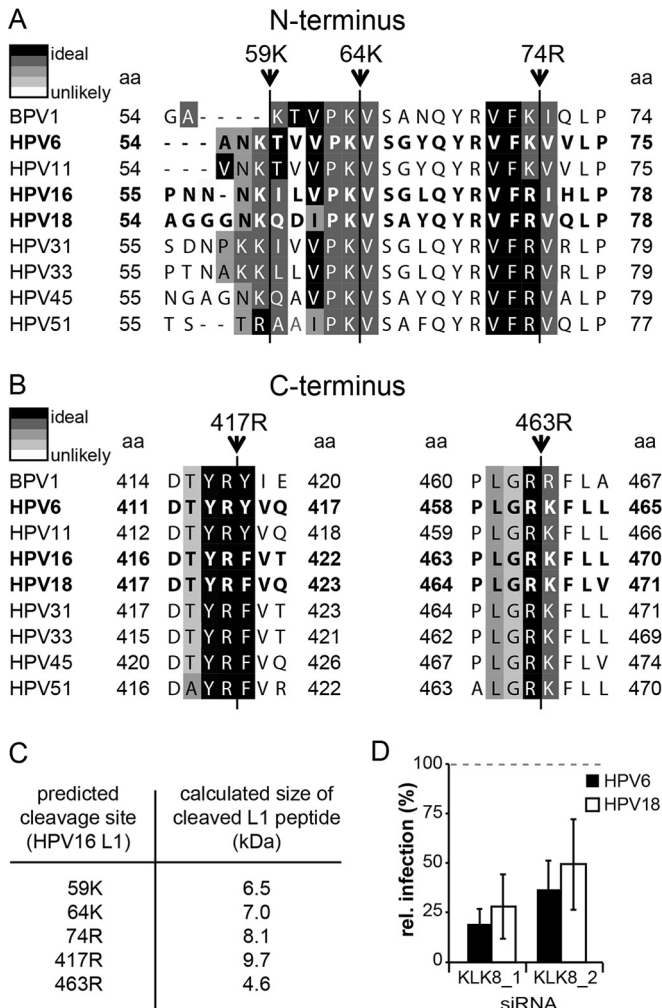 A
N-terminus
ideal
unlikely
aa
59K
64K
74R
aa
BPV1 54 G A - - - - K T V P K V S A N Q Y R V F K I Q L P 74
HPV6 54 - - - A N K T V V P K V S G Y Q Y R V F K V V L P 75
HPV11 54 - - - V N K T V V P K V S G Y Q Y R V F K V V L P 75
HPV16 55 P N N - N K I L V P K V S G L Q Y R V F R I H L P 78
HPV18 54 A G G G N K Q D I P K V S A Y Q Y R V F R V Q L P 78
HPV31 55 S D N P K K I V V P K V S G L Q Y R V F R V R L P 79
HPV33 55 P T N A K K L L V P K V S G L Q Y R V F R V R L P 79
HPV45 55 N G A G N K Q A V P K V S G L Q Y R V F R V A L P 79
HPV51 55 T S - - T R A A I P K V S A F Q Y R V F R V Q L P 77
B
C-terminus
ideal
unlikely
aa
417R
aa
aa
463R
aa
BPV1 414 D T Y R Y I E 420 460 P L G R R F L A 467
HPV6 411 D T Y R Y V Q 417 458 P L G R K F L L 465
HPV11 412 D T Y R Y V Q 418 459 P L G R K F L L 466
HPV16 416 D T Y R F V T 422 463 P L G R K F L L 470
HPV18 417 D T Y R F V Q 423 464 P L G R K F L V 471
HPV31 417 D T Y R F V T 423 464 P L G R K F L L 471
HPV33 415 D T Y R F V T 421 462 P L G R K F L L 469
HPV45 420 D T Y R F V Q 426 467 P L G R K F L V 474
HPV51 416 D A Y R F V R 422 463 A L G R K F L L 470
C
predicted cleavage site (HPV16 L1)
calculated size of cleaved L1 peptide (kDa)
59K 6.5
64K 7.0
74R 8.1
417R 9.7
463R 4.6
D
rel. infection (%)
100
75
50
25
0
HPV6
HPV18
KLK8_1 KLK8_2
siRNA